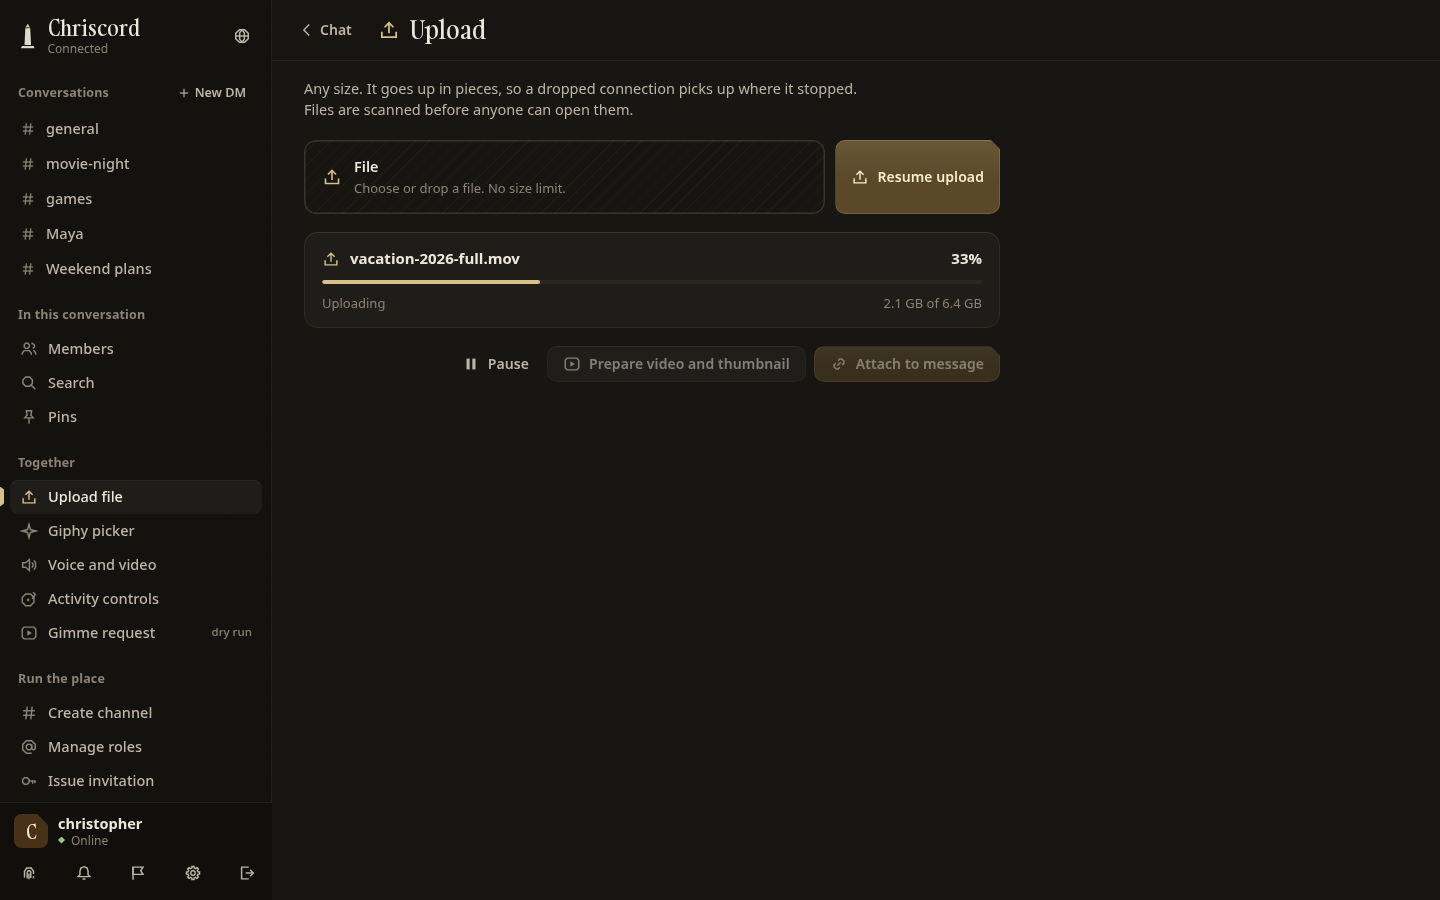 Chriscord
Connected
Conversations
New DM
general
movie-night
games
Maya
Weekend plans
In this conversation
Members
Search
Pins
Together
Upload file
Giphy picker
Voice and video
Activity controls
Gimme request dry run
Run the place
Create channel
Manage roles
Issue invitation
C christopher
Online
Chat Upload
Any size. It goes up in pieces, so a dropped connection picks up where it stopped.
Files are scanned before anyone can open them.
File
Choose or drop a file. No size limit.
Resume upload
vacation-2026-full.mov 33%
Uploading 2.1 GB of 6.4 GB
Pause Prepare video and thumbnail Attach to message